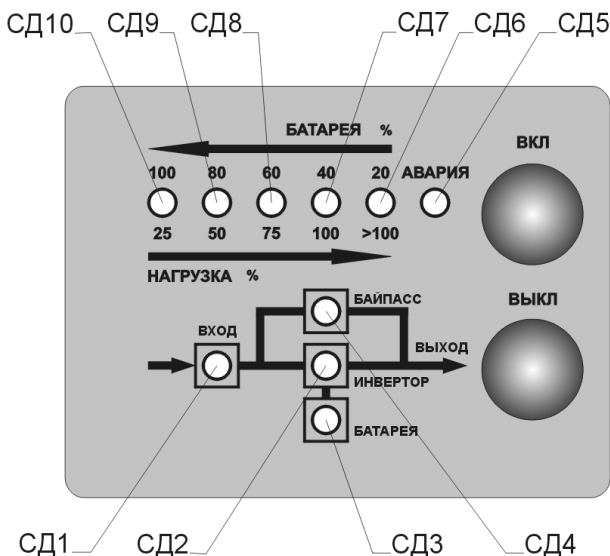 СД10 СД9 СД8 СД7 СД6 СД5
БАТАРЕЯ %
ВКЛ
100 80 60 40 20 АВАРИЯ
25 50 75 100 >100
НАГРУЗКА %
БАЙПАСС
ВЫКЛ
ВХОД
ВЫХОД
ИНВЕРТОР
БАТАРЕЯ
СД1 СД2 СД3 СД4